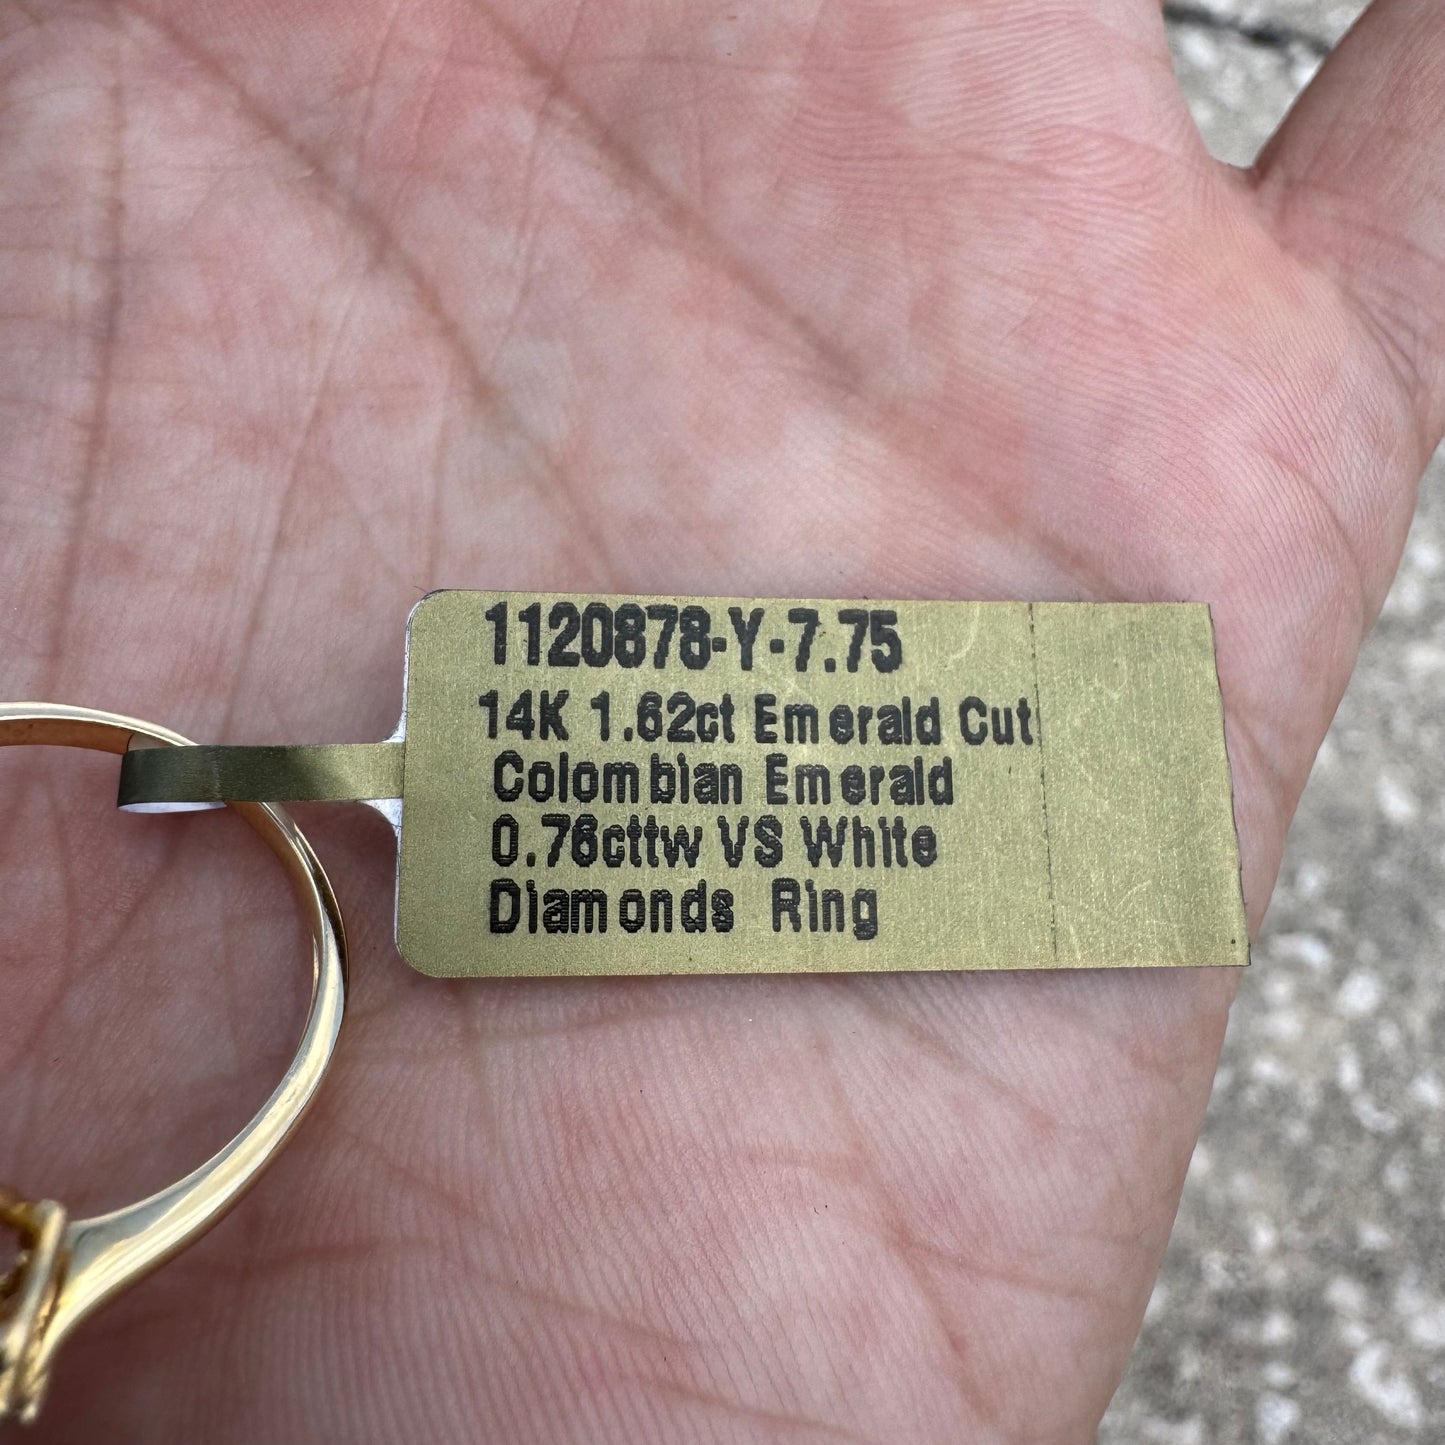 1120878-Y-7.75
14K 1.62ct Emerald Cut
Colombian Emerald
0.76cttw VS White
Diamonds Ring